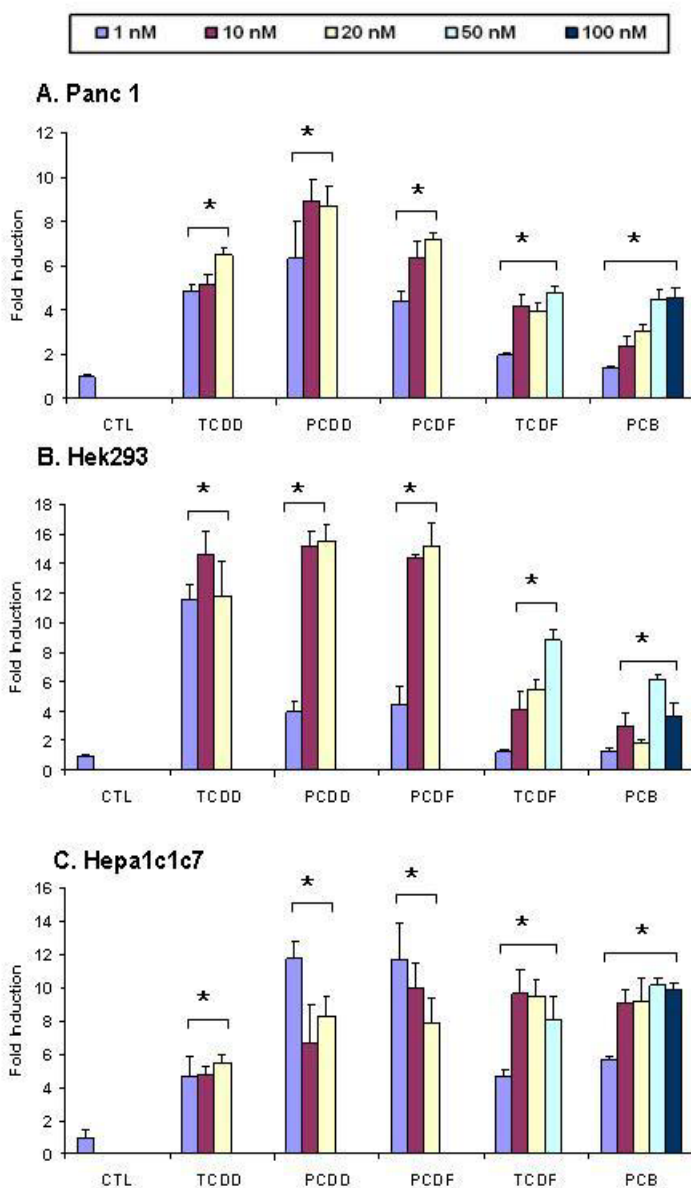 1 nM 10 nM 20 nM 50 nM 100 nM
A. Panc 1
12
10
8
6
4
2
0
Fold Induction
* * * * *
CTL TCDD PCDD PCDF TCDF PCB
B. Hek293
18
16
14
12
10
8
6
4
2
0
Fold Induction
* * * * *
CTL TCDD PCDD PCDF TCDF PCB
C. Hepa1c1c7
16
14
12
10
8
6
4
2
0
Fold Induction
* * * * *
CTL TCDD PCDD PCDF TCDF PCB